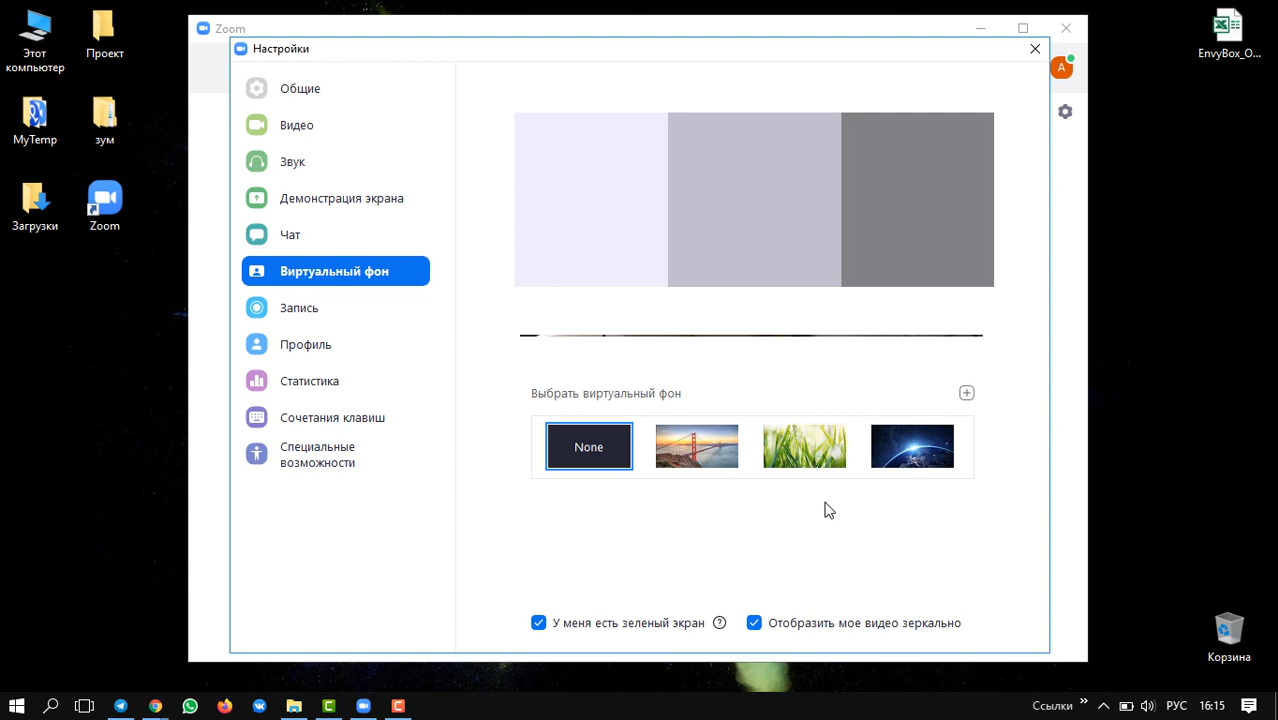 Этот
компьютер
Проект
MyTemp
зум
Загрузки
Zoom
Zoom
Настройки
A
Общие
Видео
Звук
Демонстрация экрана
Чат
Виртуальный фон
Запись
Профиль
Статистика
Сочетания клавиш
Специальные
возможности
Выбрать виртуальный фон
None
У меня есть зеленый экран ?
Отобразить мое видео зеркально
EnvyBox_O...
Корзина
Ссылки » РУС 16:15